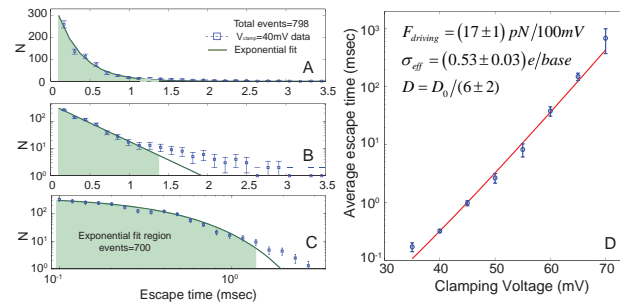 300
200
100
0
N
Total events=798
V_clamp=40mV data
Exponential fit
A
0 0.5 1 1.5 2 2.5 3 3.5
10^2
10^1
10^0
N
B
0 0.5 1 1.5 2 2.5 3 3.5
10^2
10^1
10^0
N
Exponential fit region
events=700
C
10^-1 10^0
Escape time (msec)
Average escape time (msec)
10^3
10^2
10^1
10^0
10^-1
F_driving = (17 ± 1) pN/100mV
σ_eff = (0.53 ± 0.03) e/base
D = D_0/(6 ± 2)
D
30 40 50 60 70
Clamping Voltage (mV)